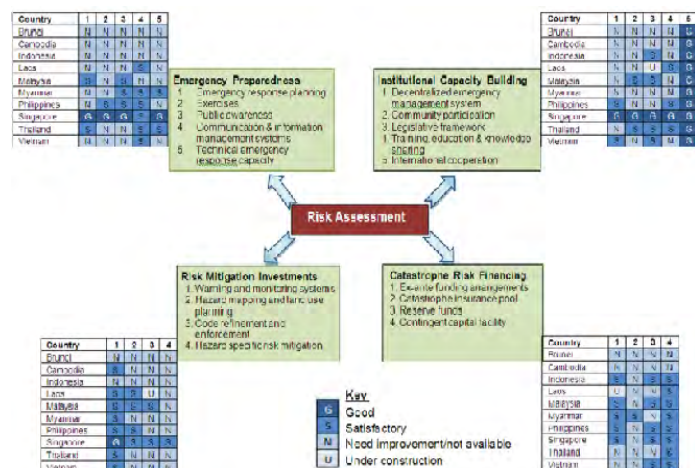 Country 1 2 3 4 5
Brunei N N N N N
Cambodia N N N N N
Indonesia N N N N N
Laos N N N S N
Malaysia S N S N N
Myanmar N N S S S
Philippines N S S S N
Singapore G G G S G
Thailand S N N S S
Vietnam N N N S
Emergency Preparedness
1 Emergency response planning
2 Exercises
3 Public awareness
4 Communication & information
management systems
5 Technical emergency
response capacity
Institutional Capacity Building
1 Decentralized emergency
management system
2 Community participation
3 Legislative framework
4 Training, education & knowledge
sharing
5 International cooperation
Country 1 2 3 4 5
Brunei N N N N G
Cambodia N N N N G
Indonesia N N S N G
Laos N N U S G
Malaysia N S S N G
Myanmar N N N N G
Philippines S N N S G
Singapore G G G G G
Thailand N S S S G
Vietnam S N S G
Risk Assessment
Risk Mitigation Investments
1. Warning and monitoring systems
2. Hazard mapping and land use
planning
3. Code refinement and
enforcement
4. Hazard specific risk mitigation
Catastrophe Risk Financing
1. Ex-ante funding arrangements
2. Catastrophe insurance pool
3. Reserve funds
4. Contingent capital facility
Country 1 2 3 4
Brunei N N N N
Cambodia S N N N
Indonesia N N N N
Laos S S U N
Malaysia S S S N
Myanmar S N N N
Philippines S S N N
Singapore G S S S
Thailand S N N N
Vietnam
Key
G Good
S Satisfactory
N Need improvement/not available
U Under construction
Country 1 2 3 4
Brunei N N N N
Cambodia N N N N
Indonesia S N S S
Laos U N N S
Malaysia S N S S
Myanmar S S N S
Philippines S N S S
Singapore S N S S
Thailand N N N
Vietnam